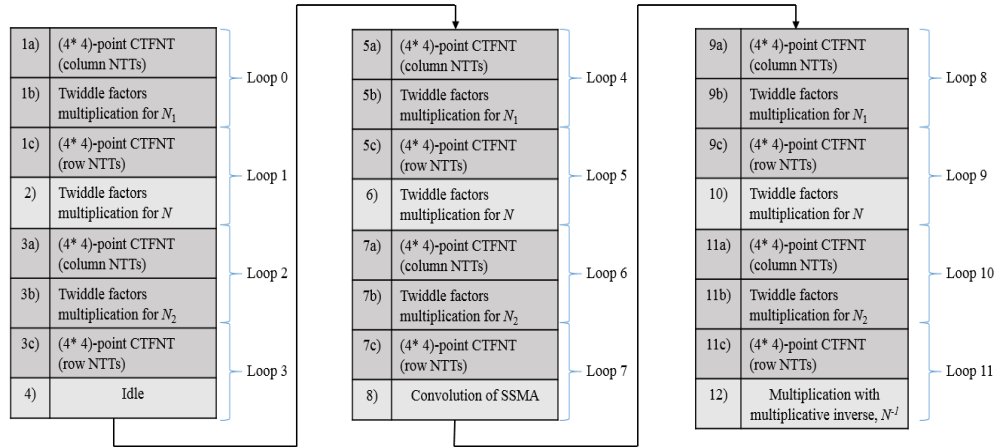 1a) (4* 4)-point CTFNT
(column NTTs)
1b) Twiddle factors
multiplication for N₁
1c) (4* 4)-point CTFNT
(row NTTs)
2) Twiddle factors
multiplication for N
3a) (4* 4)-point CTFNT
(column NTTs)
3b) Twiddle factors
multiplication for N₂
3c) (4* 4)-point CTFNT
(row NTTs)
4) Idle
Loop 0
Loop 1
Loop 2
Loop 3
5a) (4* 4)-point CTFNT
(column NTTs)
5b) Twiddle factors
multiplication for N₁
5c) (4* 4)-point CTFNT
(row NTTs)
6) Twiddle factors
multiplication for N
7a) (4* 4)-point CTFNT
(column NTTs)
7b) Twiddle factors
multiplication for N₂
7c) (4* 4)-point CTFNT
(row NTTs)
8) Convolution of SSMA
Loop 4
Loop 5
Loop 6
Loop 7
9a) (4* 4)-point CTFNT
(column NTTs)
9b) Twiddle factors
multiplication for N₁
9c) (4* 4)-point CTFNT
(row NTTs)
10) Twiddle factors
multiplication for N
11a) (4* 4)-point CTFNT
(column NTTs)
11b) Twiddle factors
multiplication for N₂
11c) (4* 4)-point CTFNT
(row NTTs)
12) Multiplication with
multiplicative inverse, N⁻¹
Loop 8
Loop 9
Loop 10
Loop 11